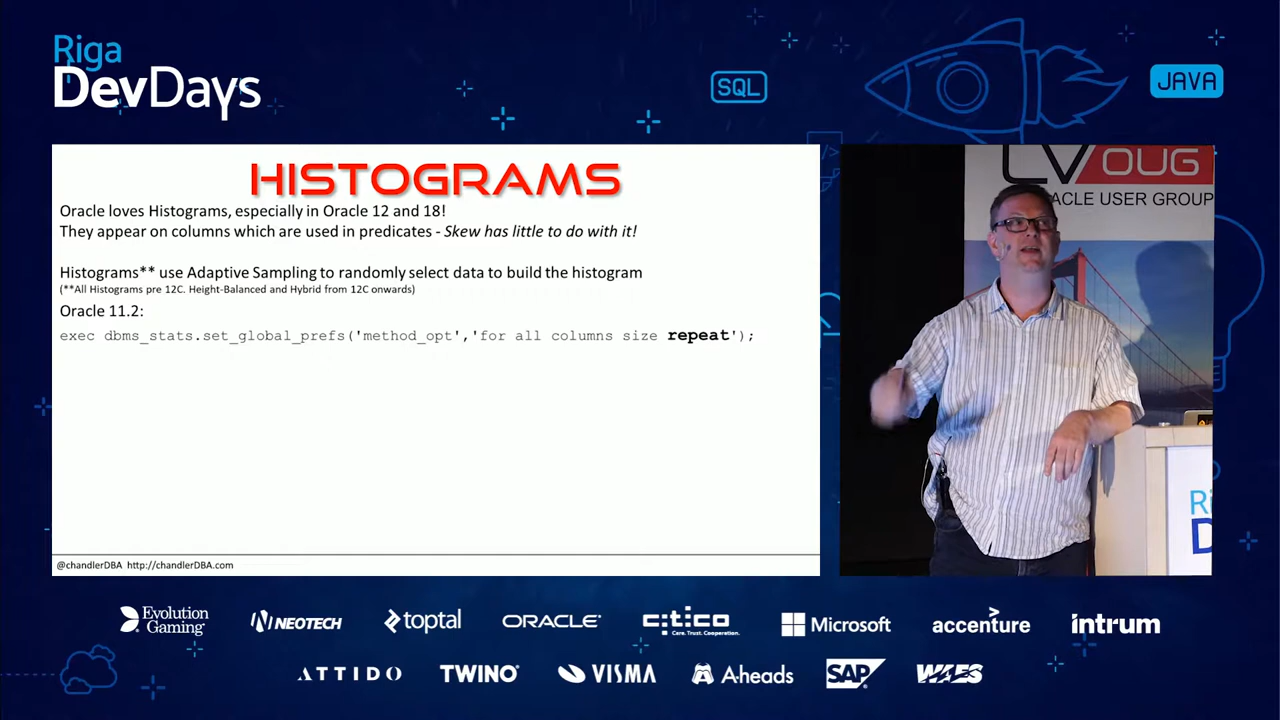 Riga
DevDays
SQL
JAVA
HISTOGRAMS
Oracle loves Histograms, especially in Oracle 12 and 18!
They appear on columns which are used in predicates - Skew has little to do with it!
Histograms** use Adaptive Sampling to randomly select data to build the histogram
(**All Histograms pre 12C. Height-Balanced and Hybrid from 12C onwards)
Oracle 11.2:
exec dbms_stats.set_global_prefs('method_opt','for all columns size repeat');
@chandlerDBA http://chandlerDBA.com
LVOUG
ACLE USER GROUP
Ri
D
Evolution
Gaming
NEOTECH
toptal
ORACLE
citco
Care. Trust. Cooperation.
Microsoft
accenture
intrum
ATTIDO
TWINO
VISMA
A-heads
SAP
WAES